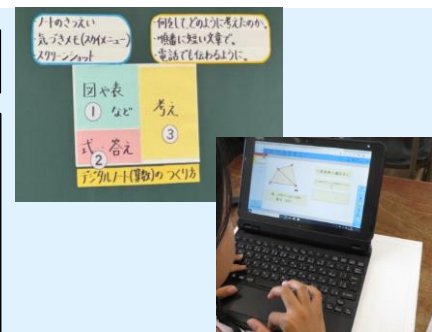 ノートのさつえい
気づきメモ(スカイメニュー)
スクリーンショット
・何をして、どのように考えたのか。
・順番に短い文章で。
・電話でも伝わるように。
図や表
① など
式・答え
②
考え
③
デジタルノート(算数)のつくり方